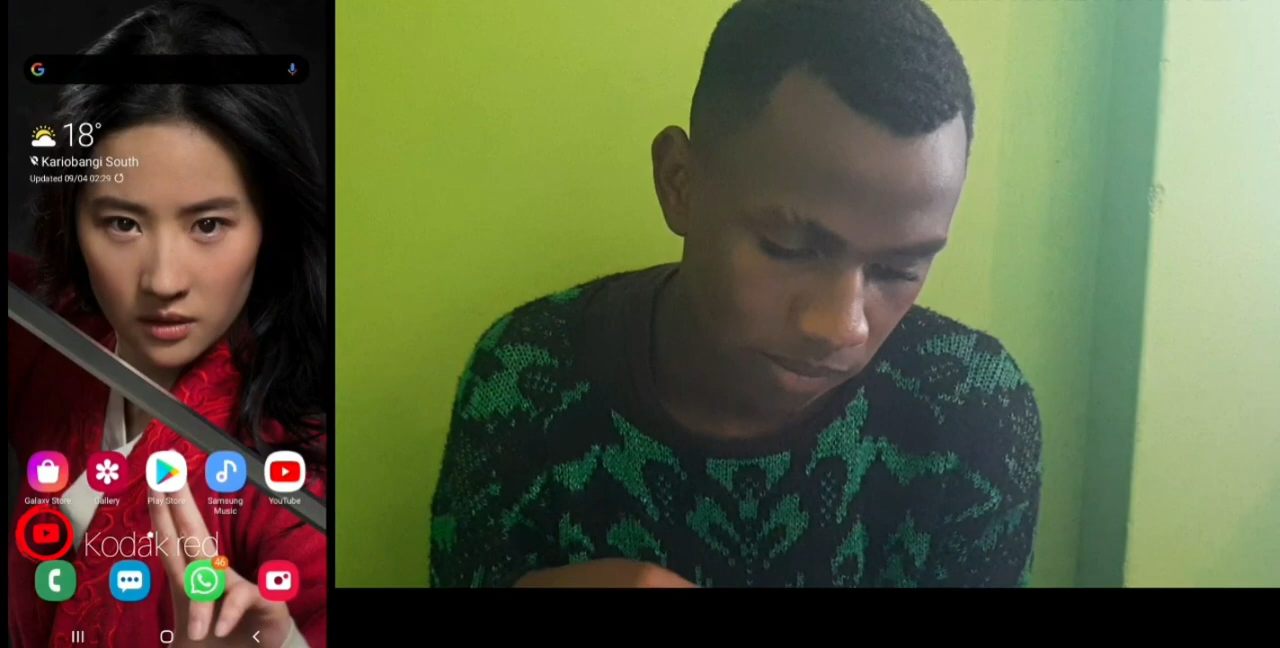 18°
Kariobangi South
Updated 09/04 02:29
Galaxy Store
Gallery
Play Store
Samsung
Music
YouTube
Kodak red
46